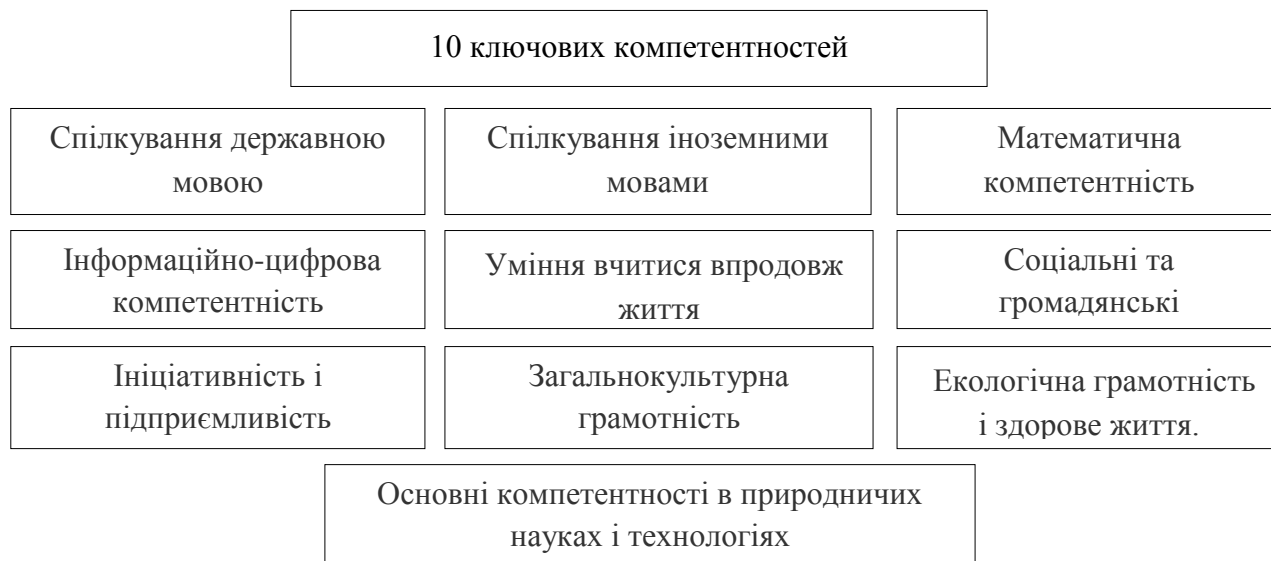 10 ключових компетентностей
Спілкування державною
мовою
Спілкування іноземними
мовами
Математична
компетентність
Інформаційно-цифрова
компетентність
Уміння вчитися впродовж
життя
Соціальні та
громадянські
Ініціативність і
підприємливість
Загальнокультурна
грамотність
Екологічна грамотність
і здорове життя.
Основні компетентності в природничих
науках і технологіях